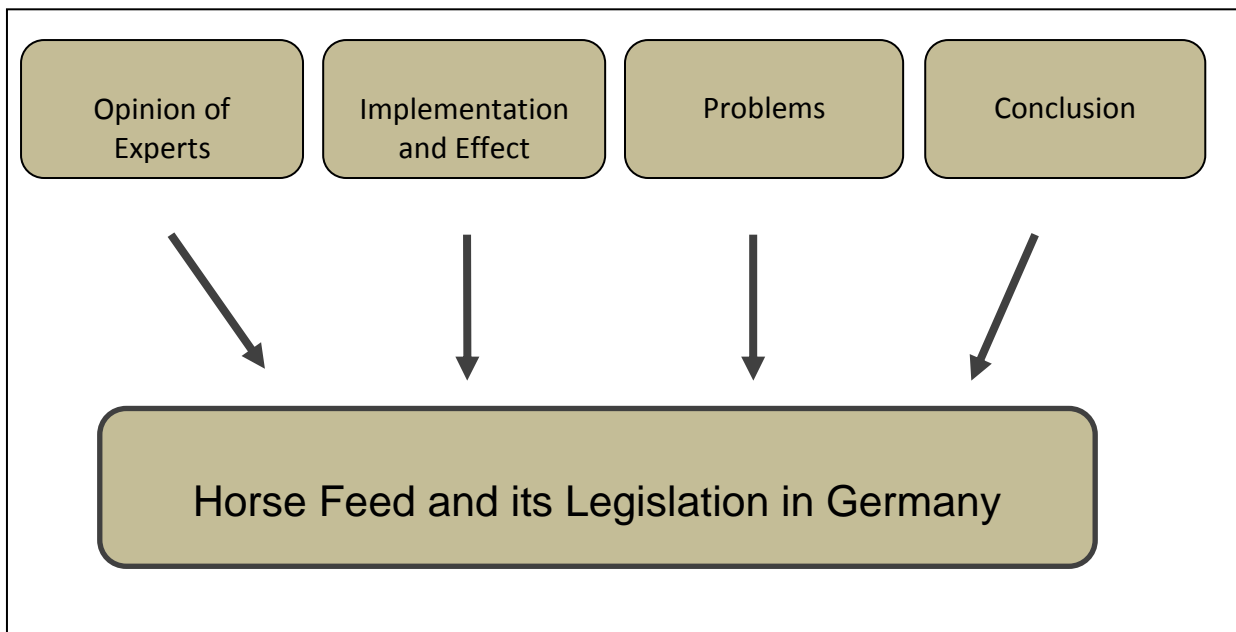 Opinion of
Experts
Implementation
and Effect
Problems
Conclusion
Horse Feed and its Legislation in Germany